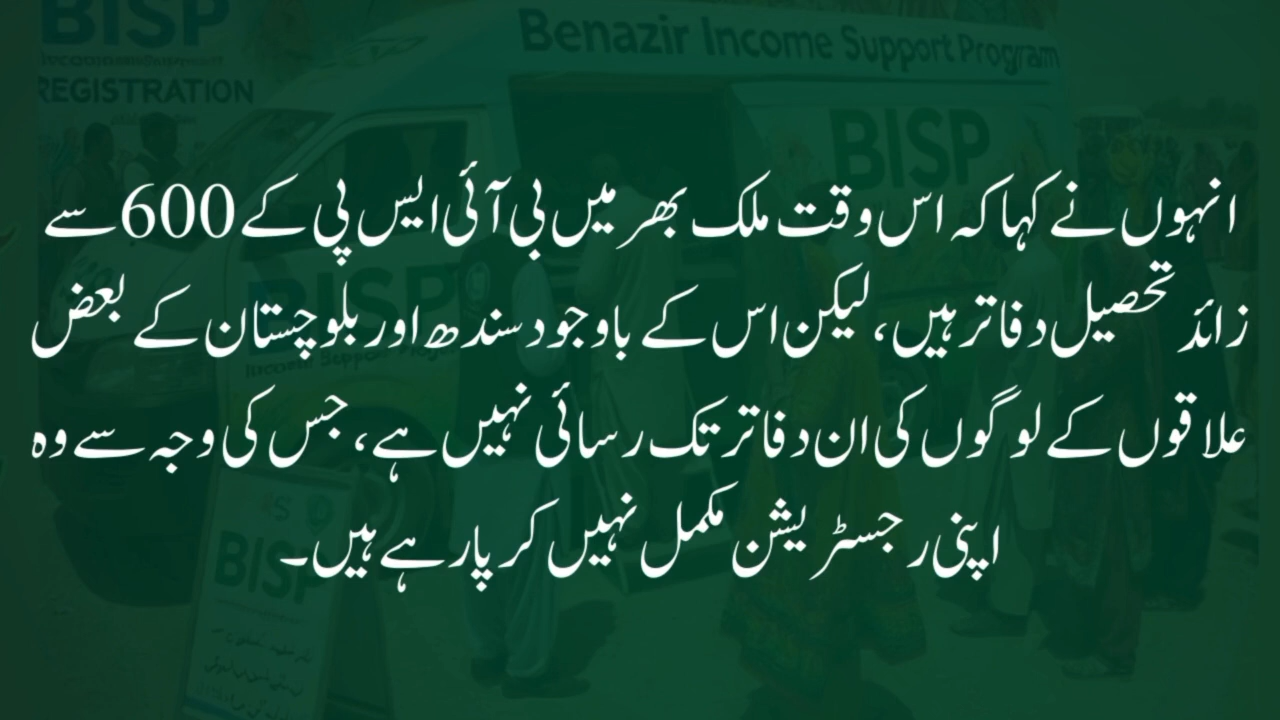 BISP
REGISTRATION
Benazir Income Support Program
BISP
انہوں نے کہا کہ اس وقت ملک بھر میں بی آئی ایس پی کے 600 سے
زائد تحصیل دفاتر ہیں، لیکن اس کے باوجود سندھ اور بلوچستان کے بعض
علاقوں کے لوگوں کی ان دفاتر تک رسائی نہیں ہے، جس کی وجہ سے وہ
اپنی رجسٹریشن مکمل نہیں کر پا رہے ہیں۔
BISP
BISP